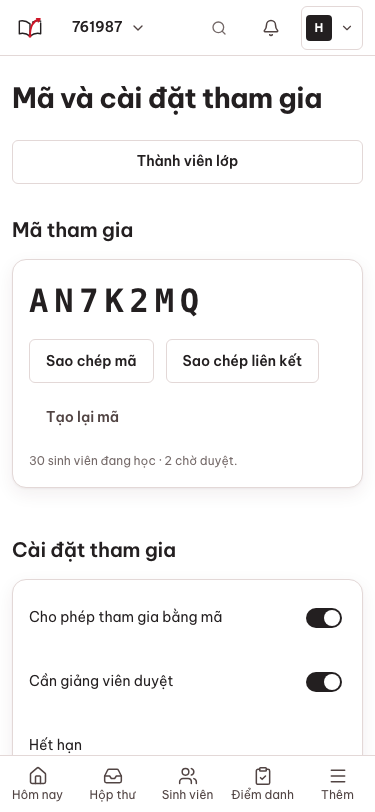 761987
H
Mã và cài đặt tham gia
Thành viên lớp
Mã tham gia
AN7K2MQ
Sao chép mã
Sao chép liên kết
Tạo lại mã
30 sinh viên đang học · 2 chờ duyệt.
Cài đặt tham gia
Cho phép tham gia bằng mã
Cần giảng viên duyệt
Hết hạn
Hôm nay
Hộp thư
Sinh viên
Điểm danh
Thêm